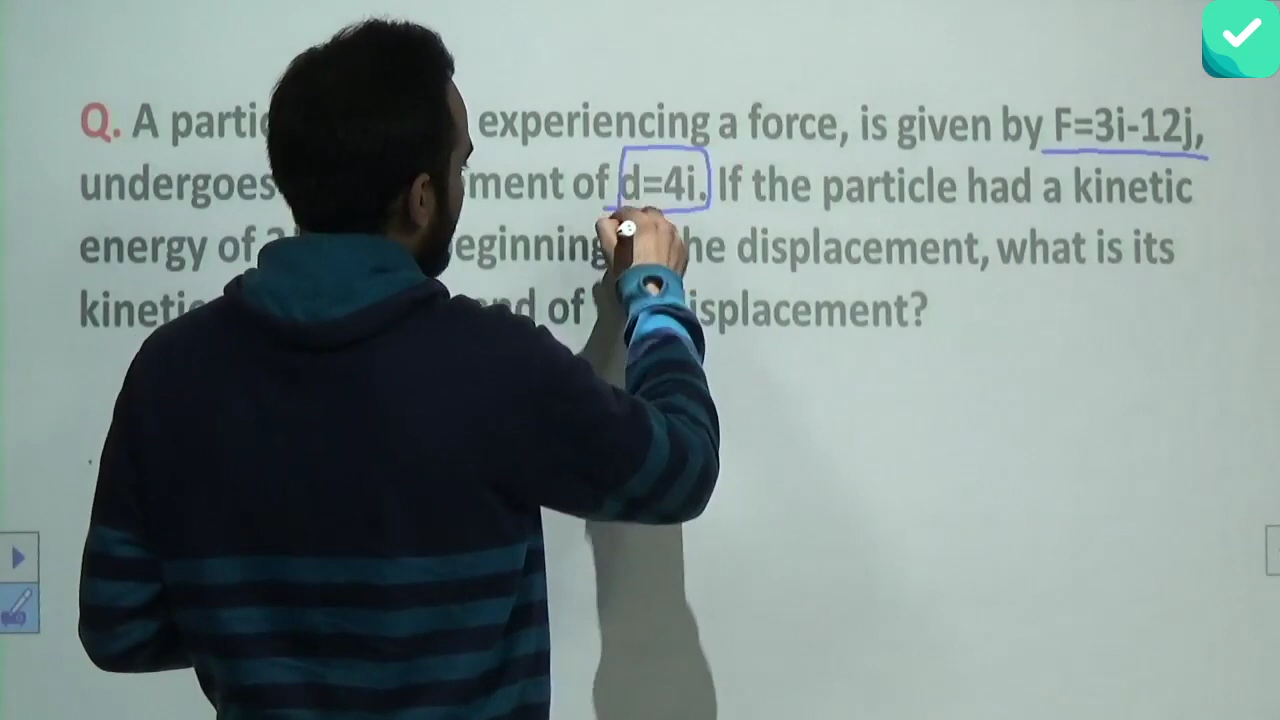 Q. A partic experiencing a force, is given by F=3i-12j,
undergoes ment of d=4i. If the particle had a kinetic
energy of eginning he displacement, what is its
kineti nd of isplacement?